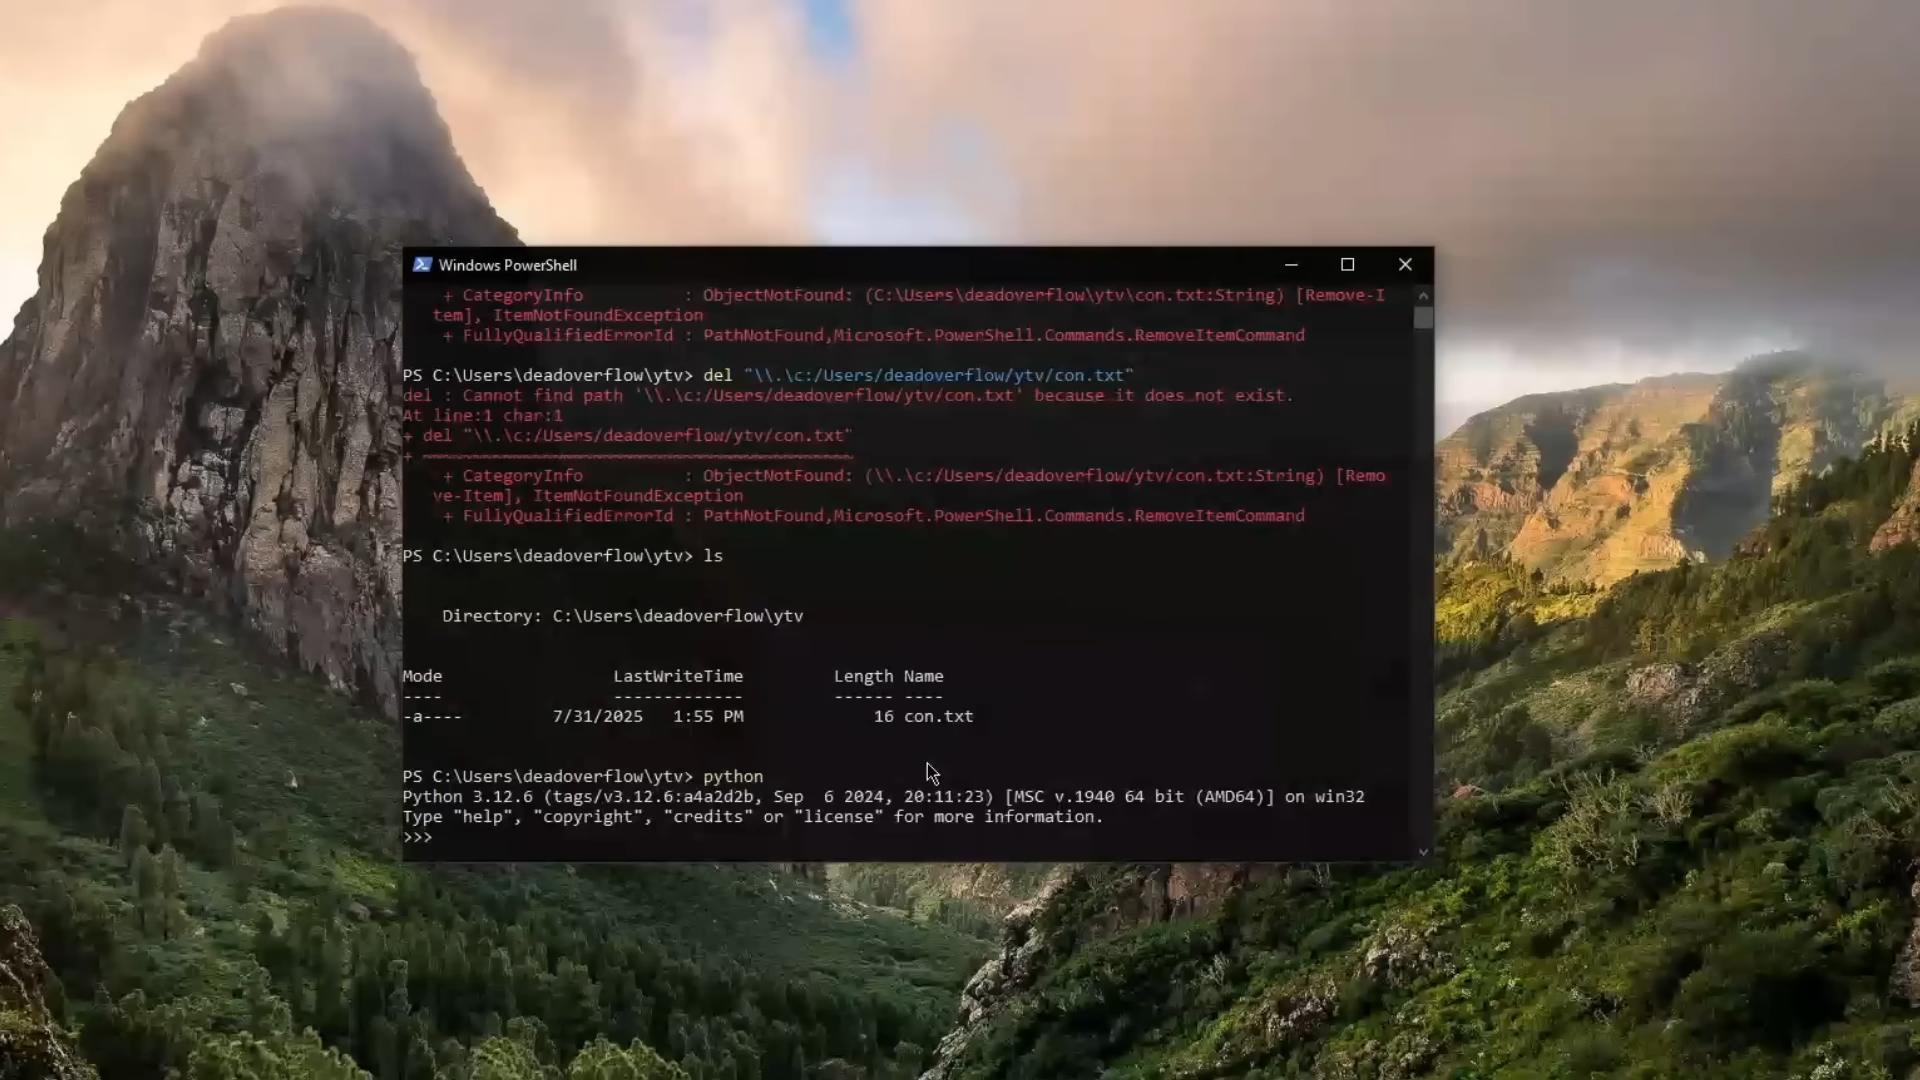 Windows PowerShell
+ CategoryInfo : ObjectNotFound: (C:\Users\deadoverflow\ytv\con.txt:String) [Remove-I
tem], ItemNotFoundException
+ FullyQualifiedErrorId : PathNotFound,Microsoft.PowerShell.Commands.RemoveItemCommand
PS C:\Users\deadoverflow\ytv> del "\\.\c:/Users/deadoverflow/ytv/con.txt"
del : Cannot find path '\\.\c:/Users/deadoverflow/ytv/con.txt' because it does not exist.
At line:1 char:1
+ del "\\.\c:/Users/deadoverflow/ytv/con.txt"
+ ~~~~~~~~~~~~~~~~~~~~~~~~~~~~~~~~~~~~~~~~~~~
+ CategoryInfo : ObjectNotFound: (\\.\c:/Users/deadoverflow/ytv/con.txt:String) [Remo
ve-Item], ItemNotFoundException
+ FullyQualifiedErrorId : PathNotFound,Microsoft.PowerShell.Commands.RemoveItemCommand
PS C:\Users\deadoverflow\ytv> ls
Directory: C:\Users\deadoverflow\ytv
Mode LastWriteTime Length Name
---- ------------- ------ ----
-a---- 7/31/2025 1:55 PM 16 con.txt
PS C:\Users\deadoverflow\ytv> python
Python 3.12.6 (tags/v3.12.6:a4a2d2b, Sep  6 2024, 20:11:23) [MSC v.1940 64 bit (AMD64)] on win32
Type "help", "copyright", "credits" or "license" for more information.
>>>